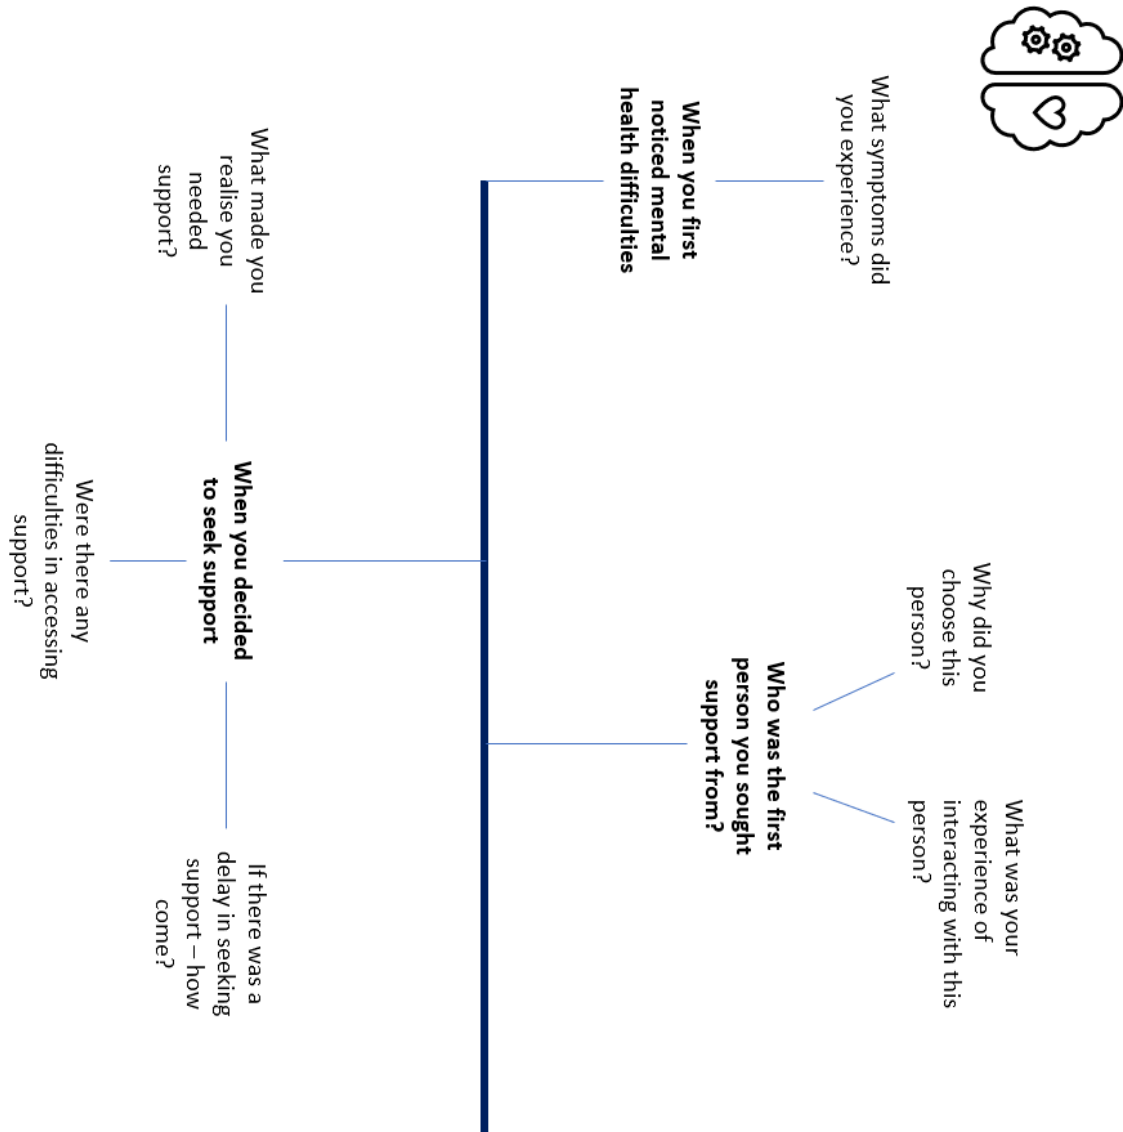 What symptoms did
you experience?
When you first
noticed mental
health difficulties
Why did you
choose this
person?
What was your
experience of
interacting with this
person?
Who was the first
person you sought
support from?
What made you
realise you
needed
support?
When you decided
to seek support
Were there any
difficulties in accessing
support?
If there was a
delay in seeking
support – how
come?